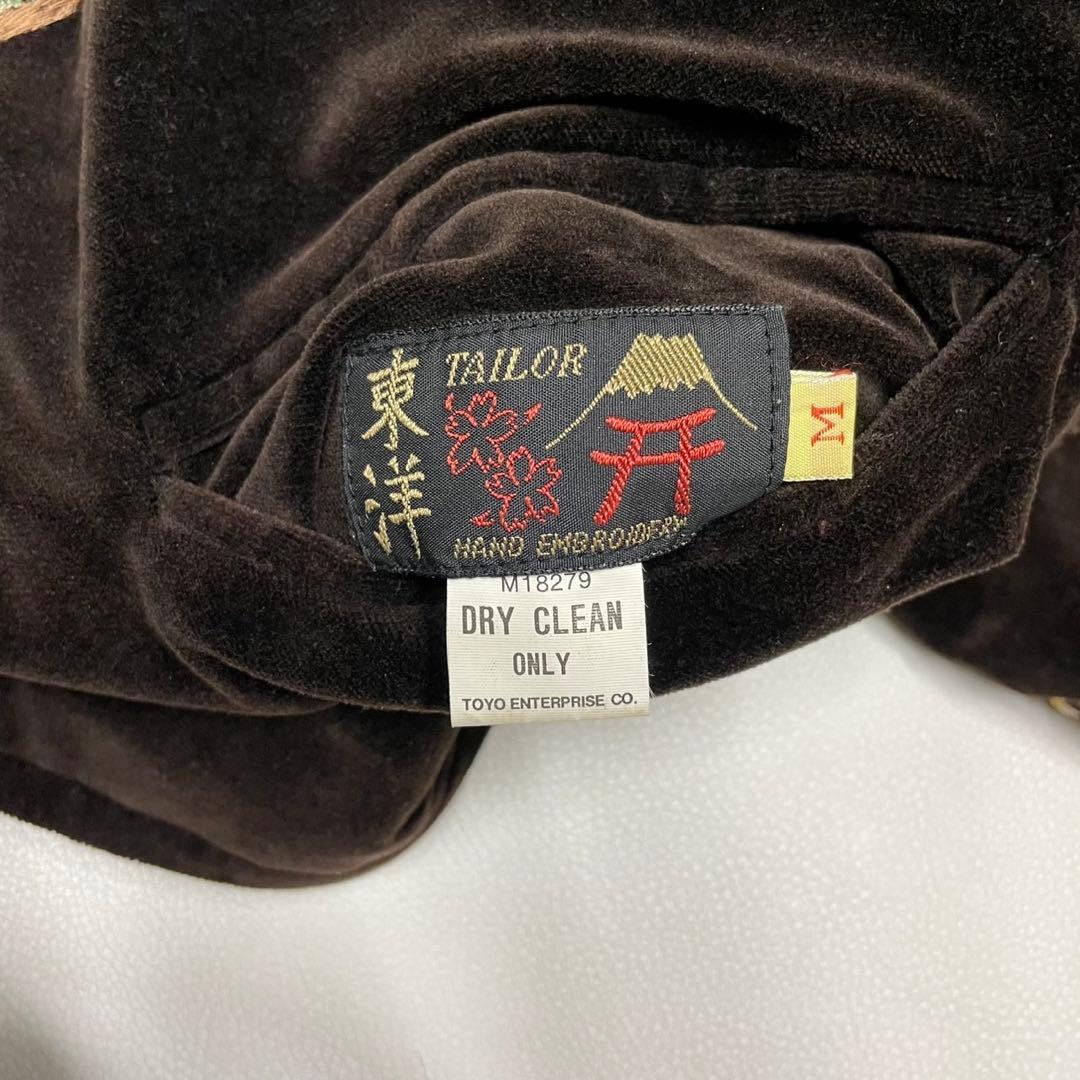 東洋
TAILOR
HAND EMBROIDERY
M
M18279
DRY CLEAN
ONLY
TOYO ENTERPRISE CO.